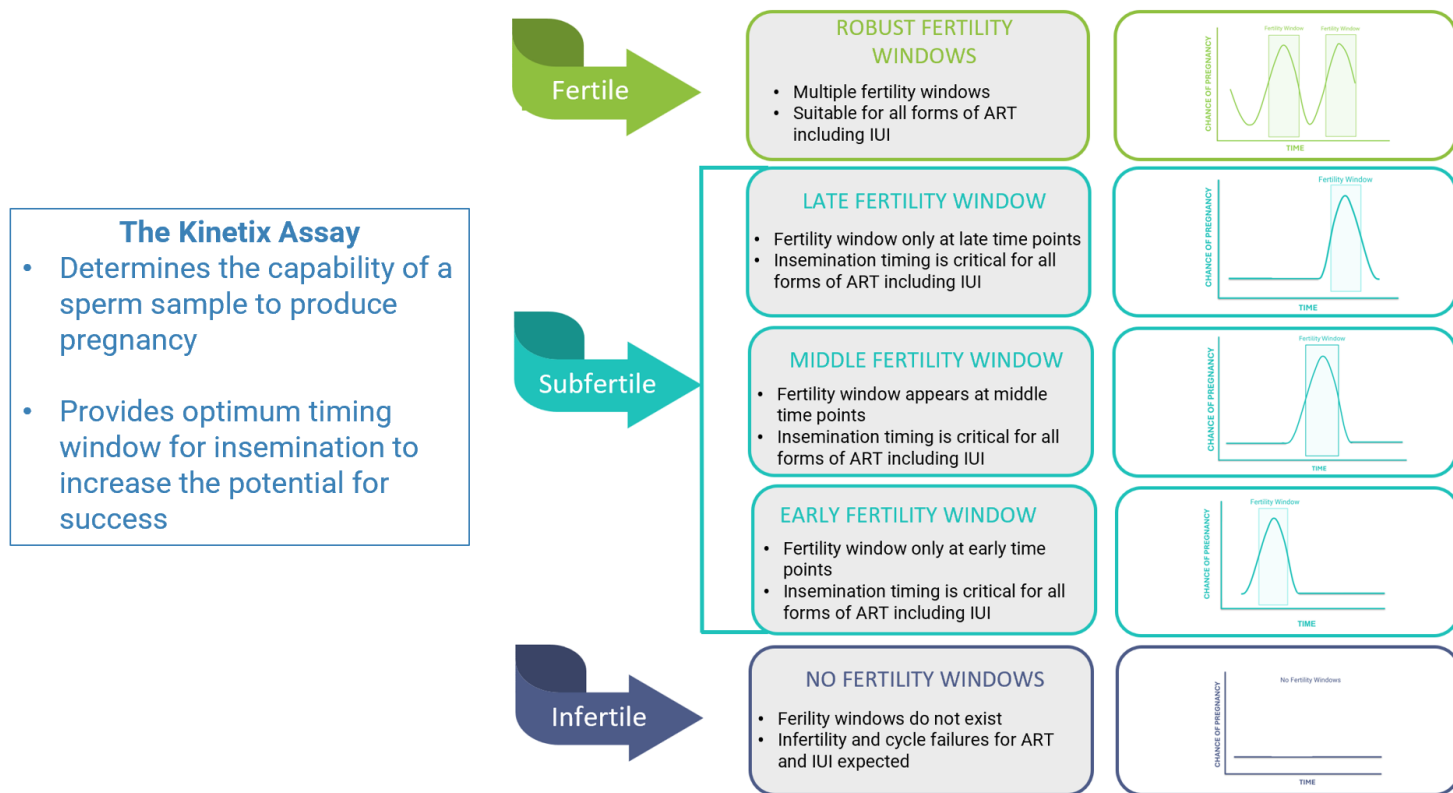 The Kinetix Assay
• Determines the capability of a
sperm sample to produce
pregnancy
• Provides optimum timing
window for insemination to
increase the potential for
success
Fertile
ROBUST FERTILITY
WINDOWS
• Multiple fertility windows
• Suitable for all forms of ART
including IUI
Fertility Window
Fertility Window
CHANCE OF PREGNANCY
TIME
Subfertile
LATE FERTILITY WINDOW
• Fertility window only at late time points
• Insemination timing is critical for all
forms of ART including IUI
Fertility Window
CHANCE OF PREGNANCY
TIME
MIDDLE FERTILITY WINDOW
• Fertility window appears at middle
time points
• Insemination timing is critical for all
forms of ART including IUI
Fertility Window
CHANCE OF PREGNANCY
TIME
EARLY FERTILITY WINDOW
• Fertility window only at early time
points
• Insemination timing is critical for all
forms of ART including IUI
Fertility Window
CHANCE OF PREGNANCY
TIME
Infertile
NO FERTILITY WINDOWS
• Ferility windows do not exist
• Infertility and cycle failures for ART
and IUI expected
No Fertility Windows
CHANCE OF PREGNANCY
TIME